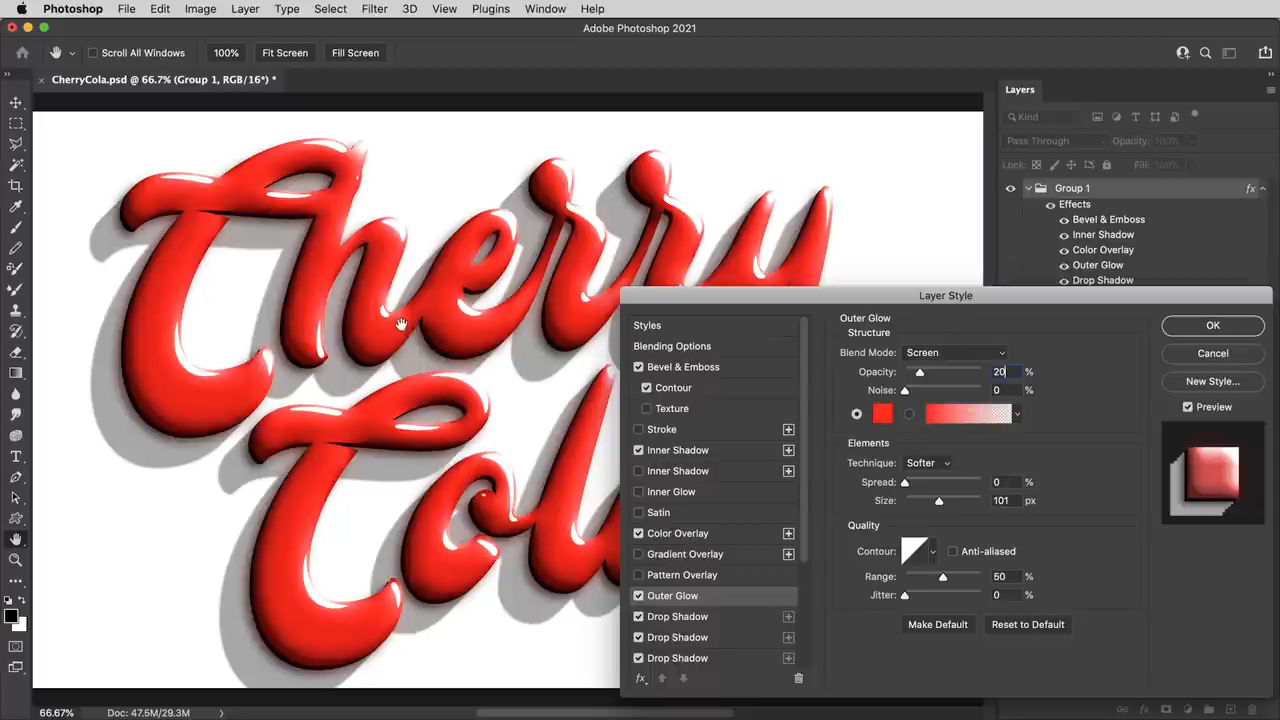 Photoshop File Edit Image Layer Type Select Filter 3D View Plugins Window Help
Adobe Photoshop 2021
Scroll All Windows 100% Fit Screen Fill Screen
CherryCola.psd @ 66.7% (Group 1, RGB/16*) *
Layers
Kind
Pass Through Opacity: 100%
Lock: Fill: 100%
Group 1 fx
Effects
Bevel & Emboss
Inner Shadow
Color Overlay
Outer Glow
Drop Shadow
Cherry
Col
Layer Style
Styles
Blending Options
Bevel & Emboss
Contour
Texture
Stroke
Inner Shadow
Inner Shadow
Inner Glow
Satin
Color Overlay
Gradient Overlay
Pattern Overlay
Outer Glow
Drop Shadow
Drop Shadow
Drop Shadow
fx
Outer Glow
Structure
Blend Mode: Screen
Opacity: 20 %
Noise: 0 %
Elements
Technique: Softer
Spread: 0 %
Size: 101 px
Quality
Contour: Anti-aliased
Range: 50 %
Jitter: 0 %
Make Default Reset to Default
OK
Cancel
New Style...
Preview
66.67% Doc: 47.5M/29.3M